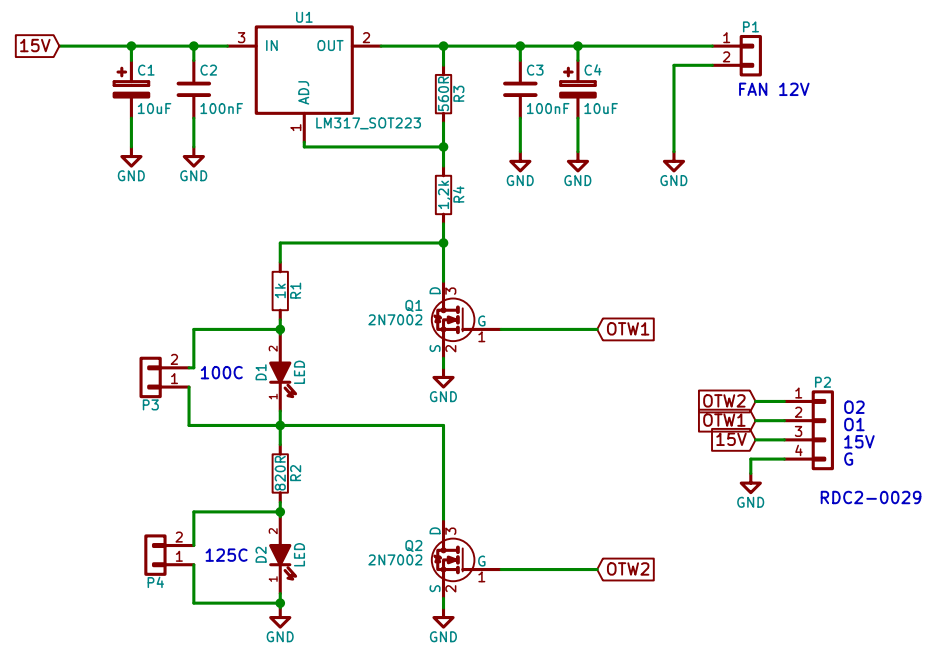 U1
15V
3
IN
OUT
2
ADJ
1
LM317_SOT223
C1
10uF
C2
100nF
GND
GND
560R
R3
C3
100nF
C4
10uF
GND
GND
P1
1
2
FAN 12V
GND
1,2k
R4
1k
R1
Q1
2N7002
D
3
G
1
S
2
OTW1
GND
2
1
P3
100C
D1
2
1
LED
820R
R2
2
1
P4
125C
D2
2
1
LED
GND
Q2
2N7002
D
3
G
1
S
2
OTW2
GND
P2
OTW2
1
O2
OTW1
2
O1
15V
3
15V
4
G
GND
RDC2-0029